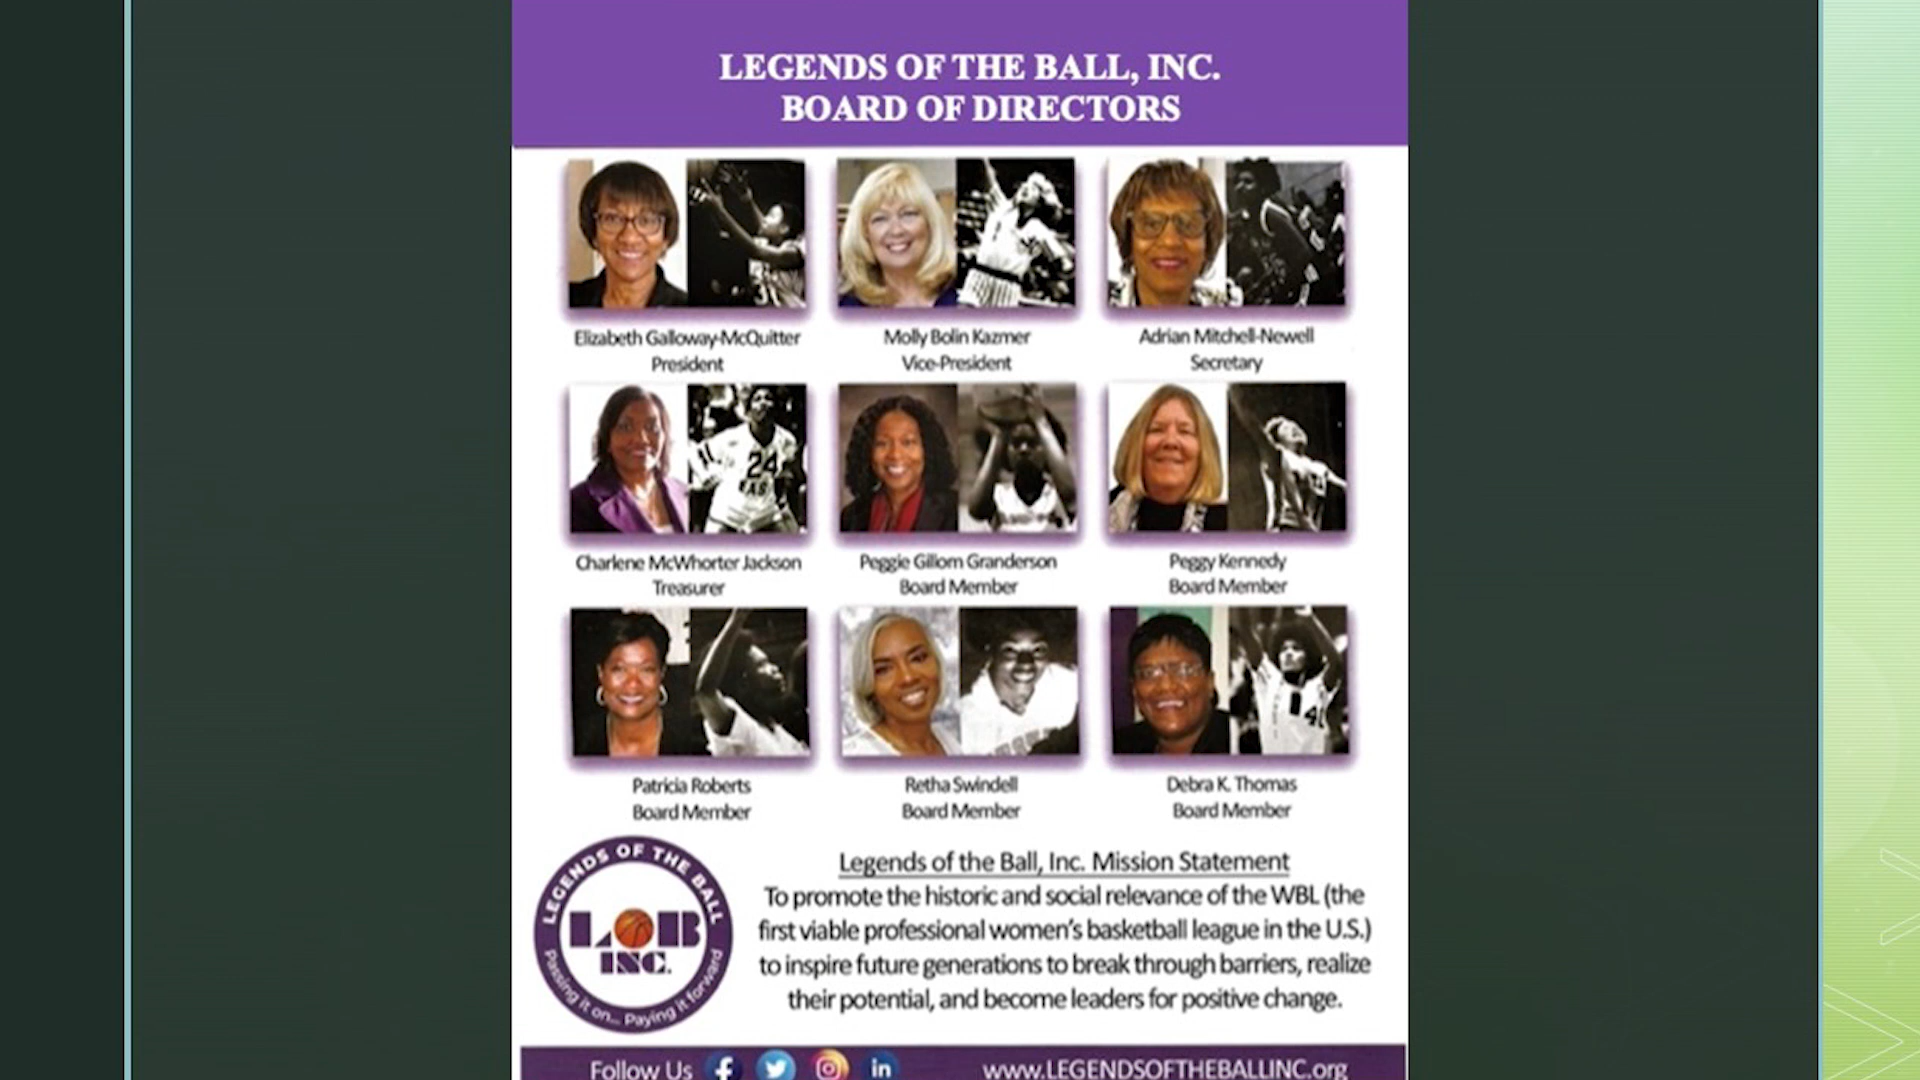 LEGENDS OF THE BALL, INC.
BOARD OF DIRECTORS
Elizabeth Galloway-McQuitter
President
Molly Bolin Kazmer
Vice-President
Adrian Mitchell-Newell
Secretary
24
Charlene McWhorter Jackson
Treasurer
Peggie Gillom Granderson
Board Member
Peggy Kennedy
Board Member
Patricia Roberts
Board Member
Retha Swindell
Board Member
Debra K. Thomas
Board Member
LEGENDS OF THE BALL
LOB
INC.
Passing it on... Paying it forward
Legends of the Ball, Inc. Mission Statement
To promote the historic and social relevance of the WBL (the
first viable professional women's basketball league in the U.S.)
to inspire future generations to break through barriers, realize
their potential, and become leaders for positive change.
Follow Us
in
www.LEGENDSOFTHEBALLINC.org